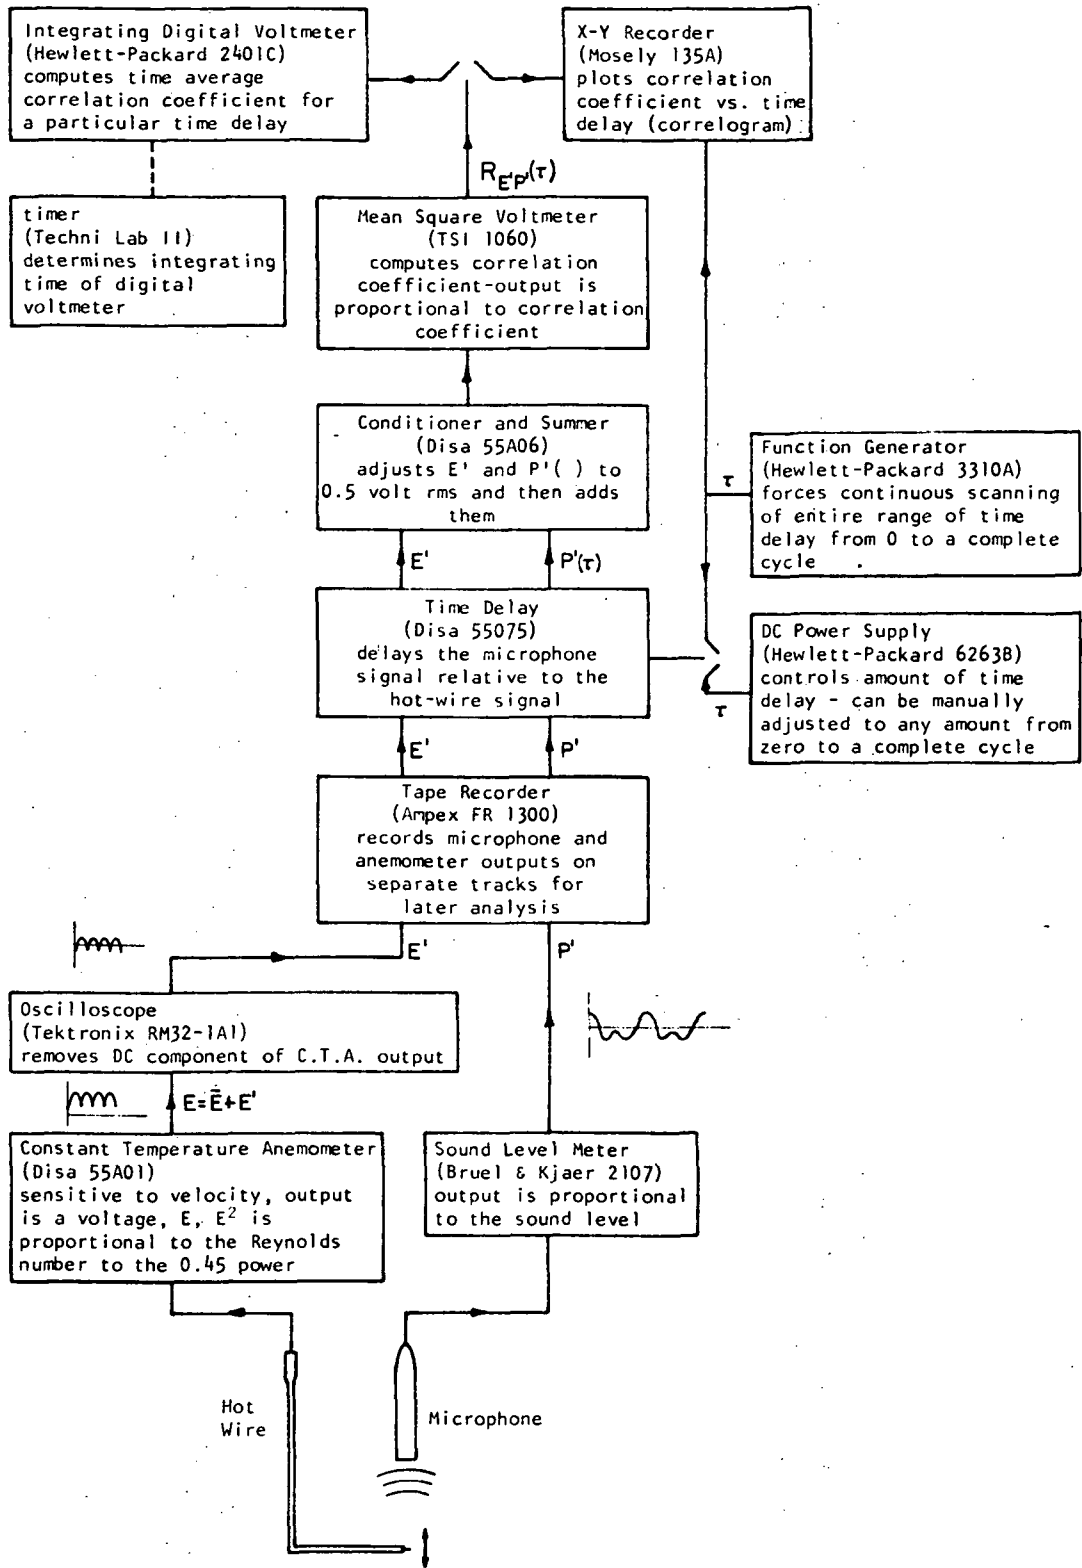 Integrating Digital Voltmeter
(Hewlett-Packard 2401C)
computes time average
correlation coefficient for
a particular time delay
X-Y Recorder
(Mosely 135A)
plots correlation
coefficient vs. time
delay (correlogram)
timer
(Techni Lab II)
determines integrating
time of digital
voltmeter
R_E'P'(τ)
Mean Square Voltmeter
(TSI 1060)
computes correlation
coefficient-output is
proportional to correlation
coefficient
Conditioner and Summer
(Disa 55A06)
adjusts E' and P'( ) to
0.5 volt rms and then adds
them
τ
Function Generator
(Hewlett-Packard 3310A)
forces continuous scanning
of entire range of time
delay from 0 to a complete
cycle
E'
P'(τ)
Time Delay
(Disa 55075)
delays the microphone
signal relative to the
hot-wire signal
τ
DC Power Supply
(Hewlett-Packard 6263B)
controls amount of time
delay - can be manually
adjusted to any amount from
zero to a complete cycle
E'
P'
Tape Recorder
(Ampex FR 1300)
records microphone and
anemometer outputs on
separate tracks for
later analysis
E'
P'
Oscilloscope
(Tektronix RM32-1A1)
removes DC component of C.T.A. output
E=Ē+E'
Constant Temperature Anemometer
(Disa 55A01)
sensitive to velocity, output
is a voltage, E, E² is
proportional to the Reynolds
number to the 0.45 power
Sound Level Meter
(Bruel & Kjaer 2107)
output is proportional
to the sound level
Hot
Wire
Microphone